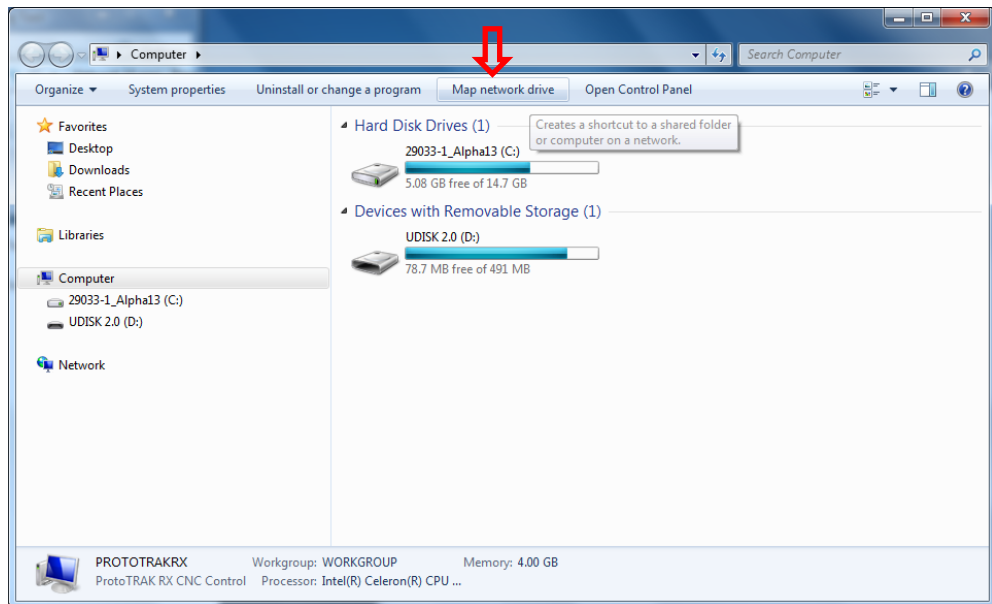 Computer
Search Computer
Organize System properties Uninstall or change a program Map network drive Open Control Panel
Favorites
Desktop
Downloads
Recent Places
Libraries
Computer
29033-1_Alpha13 (C:)
UDISK 2.0 (D:)
Network
Hard Disk Drives (1)
Creates a shortcut to a shared folder
or computer on a network.
29033-1_Alpha13 (C:)
5.08 GB free of 14.7 GB
Devices with Removable Storage (1)
UDISK 2.0 (D:)
78.7 MB free of 491 MB
PROTOTRAKRX Workgroup: WORKGROUP Memory: 4.00 GB
ProtoTRAK RX CNC Control Processor: Intel(R) Celeron(R) CPU ...